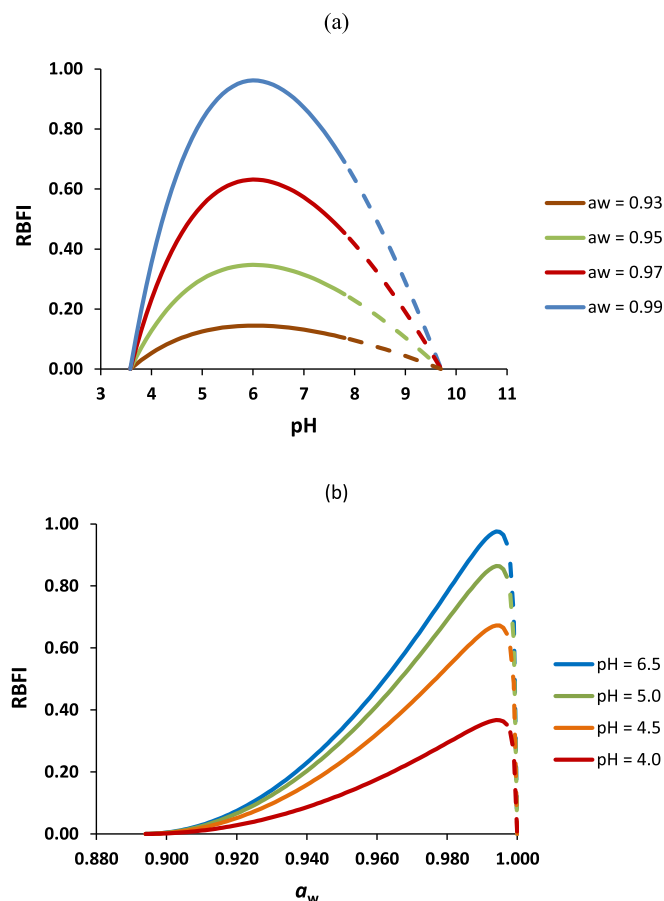 (a)
1.00
0.80
0.60
0.40
0.20
0.00
RBFI
3 4 5 6 7 8 9 10 11
pH
aw = 0.93
aw = 0.95
aw = 0.97
aw = 0.99
(b)
1.00
0.80
0.60
0.40
0.20
0.00
RBFI
0.880 0.900 0.920 0.940 0.960 0.980 1.000
aw
pH = 6.5
pH = 5.0
pH = 4.5
pH = 4.0